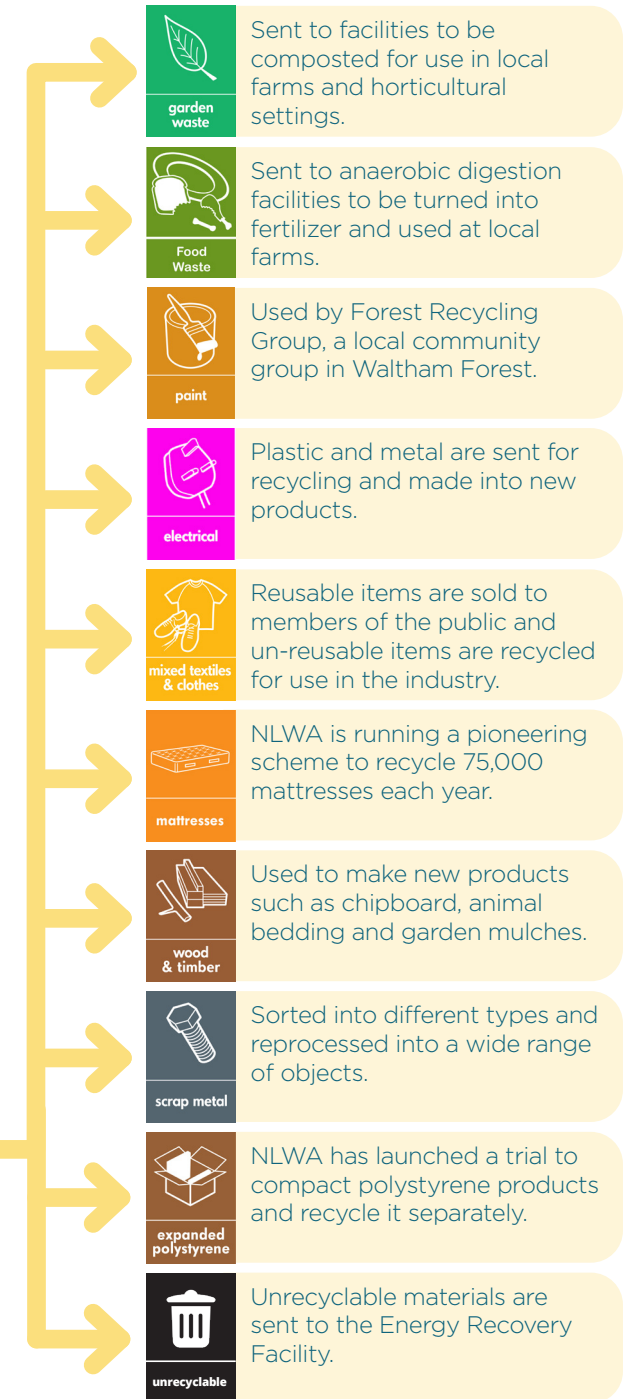 garden
waste
Sent to facilities to be
composted for use in local
farms and horticultural
settings.
Food
Waste
Sent to anaerobic digestion
facilities to be turned into
fertilizer and used at local
farms.
paint
Used by Forest Recycling
Group, a local community
group in Waltham Forest.
electrical
Plastic and metal are sent for
recycling and made into new
products.
mixed textiles
& clothes
Reusable items are sold to
members of the public and
un-reusable items are recycled
for use in the industry.
mattresses
NLWA is running a pioneering
scheme to recycle 75,000
mattresses each year.
wood
& timber
Used to make new products
such as chipboard, animal
bedding and garden mulches.
scrap metal
Sorted into different types and
reprocessed into a wide range
of objects.
expanded
polystyrene
NLWA has launched a trial to
compact polystyrene products
and recycle it separately.
unrecyclable
Unrecyclable materials are
sent to the Energy Recovery
Facility.